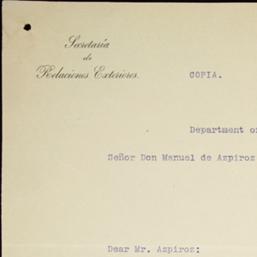 Secretaría
de
Relaciones Exteriores.
COPIA.
Department o
Señor Don Manuel de Aspiroz
Dear Mr. Aspiroz: